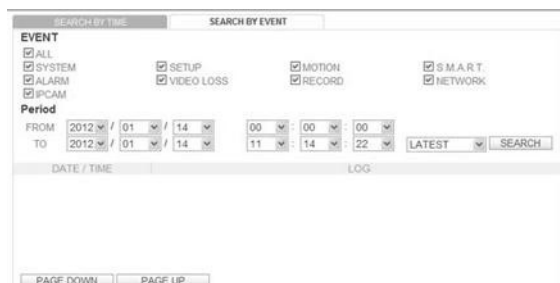 SEARCH BY TIME SEARCH BY EVENT
EVENT
ALL
SYSTEM SETUP MOTION S.M.A.R.T.
ALARM VIDEO LOSS RECORD NETWORK
IPCAM
Period
FROM 2012 / 01 / 14 00 : 00 : 00
TO 2012 / 01 / 14 11 : 14 : 22 LATEST SEARCH
DATE / TIME LOG
PAGE DOWN PAGE UP